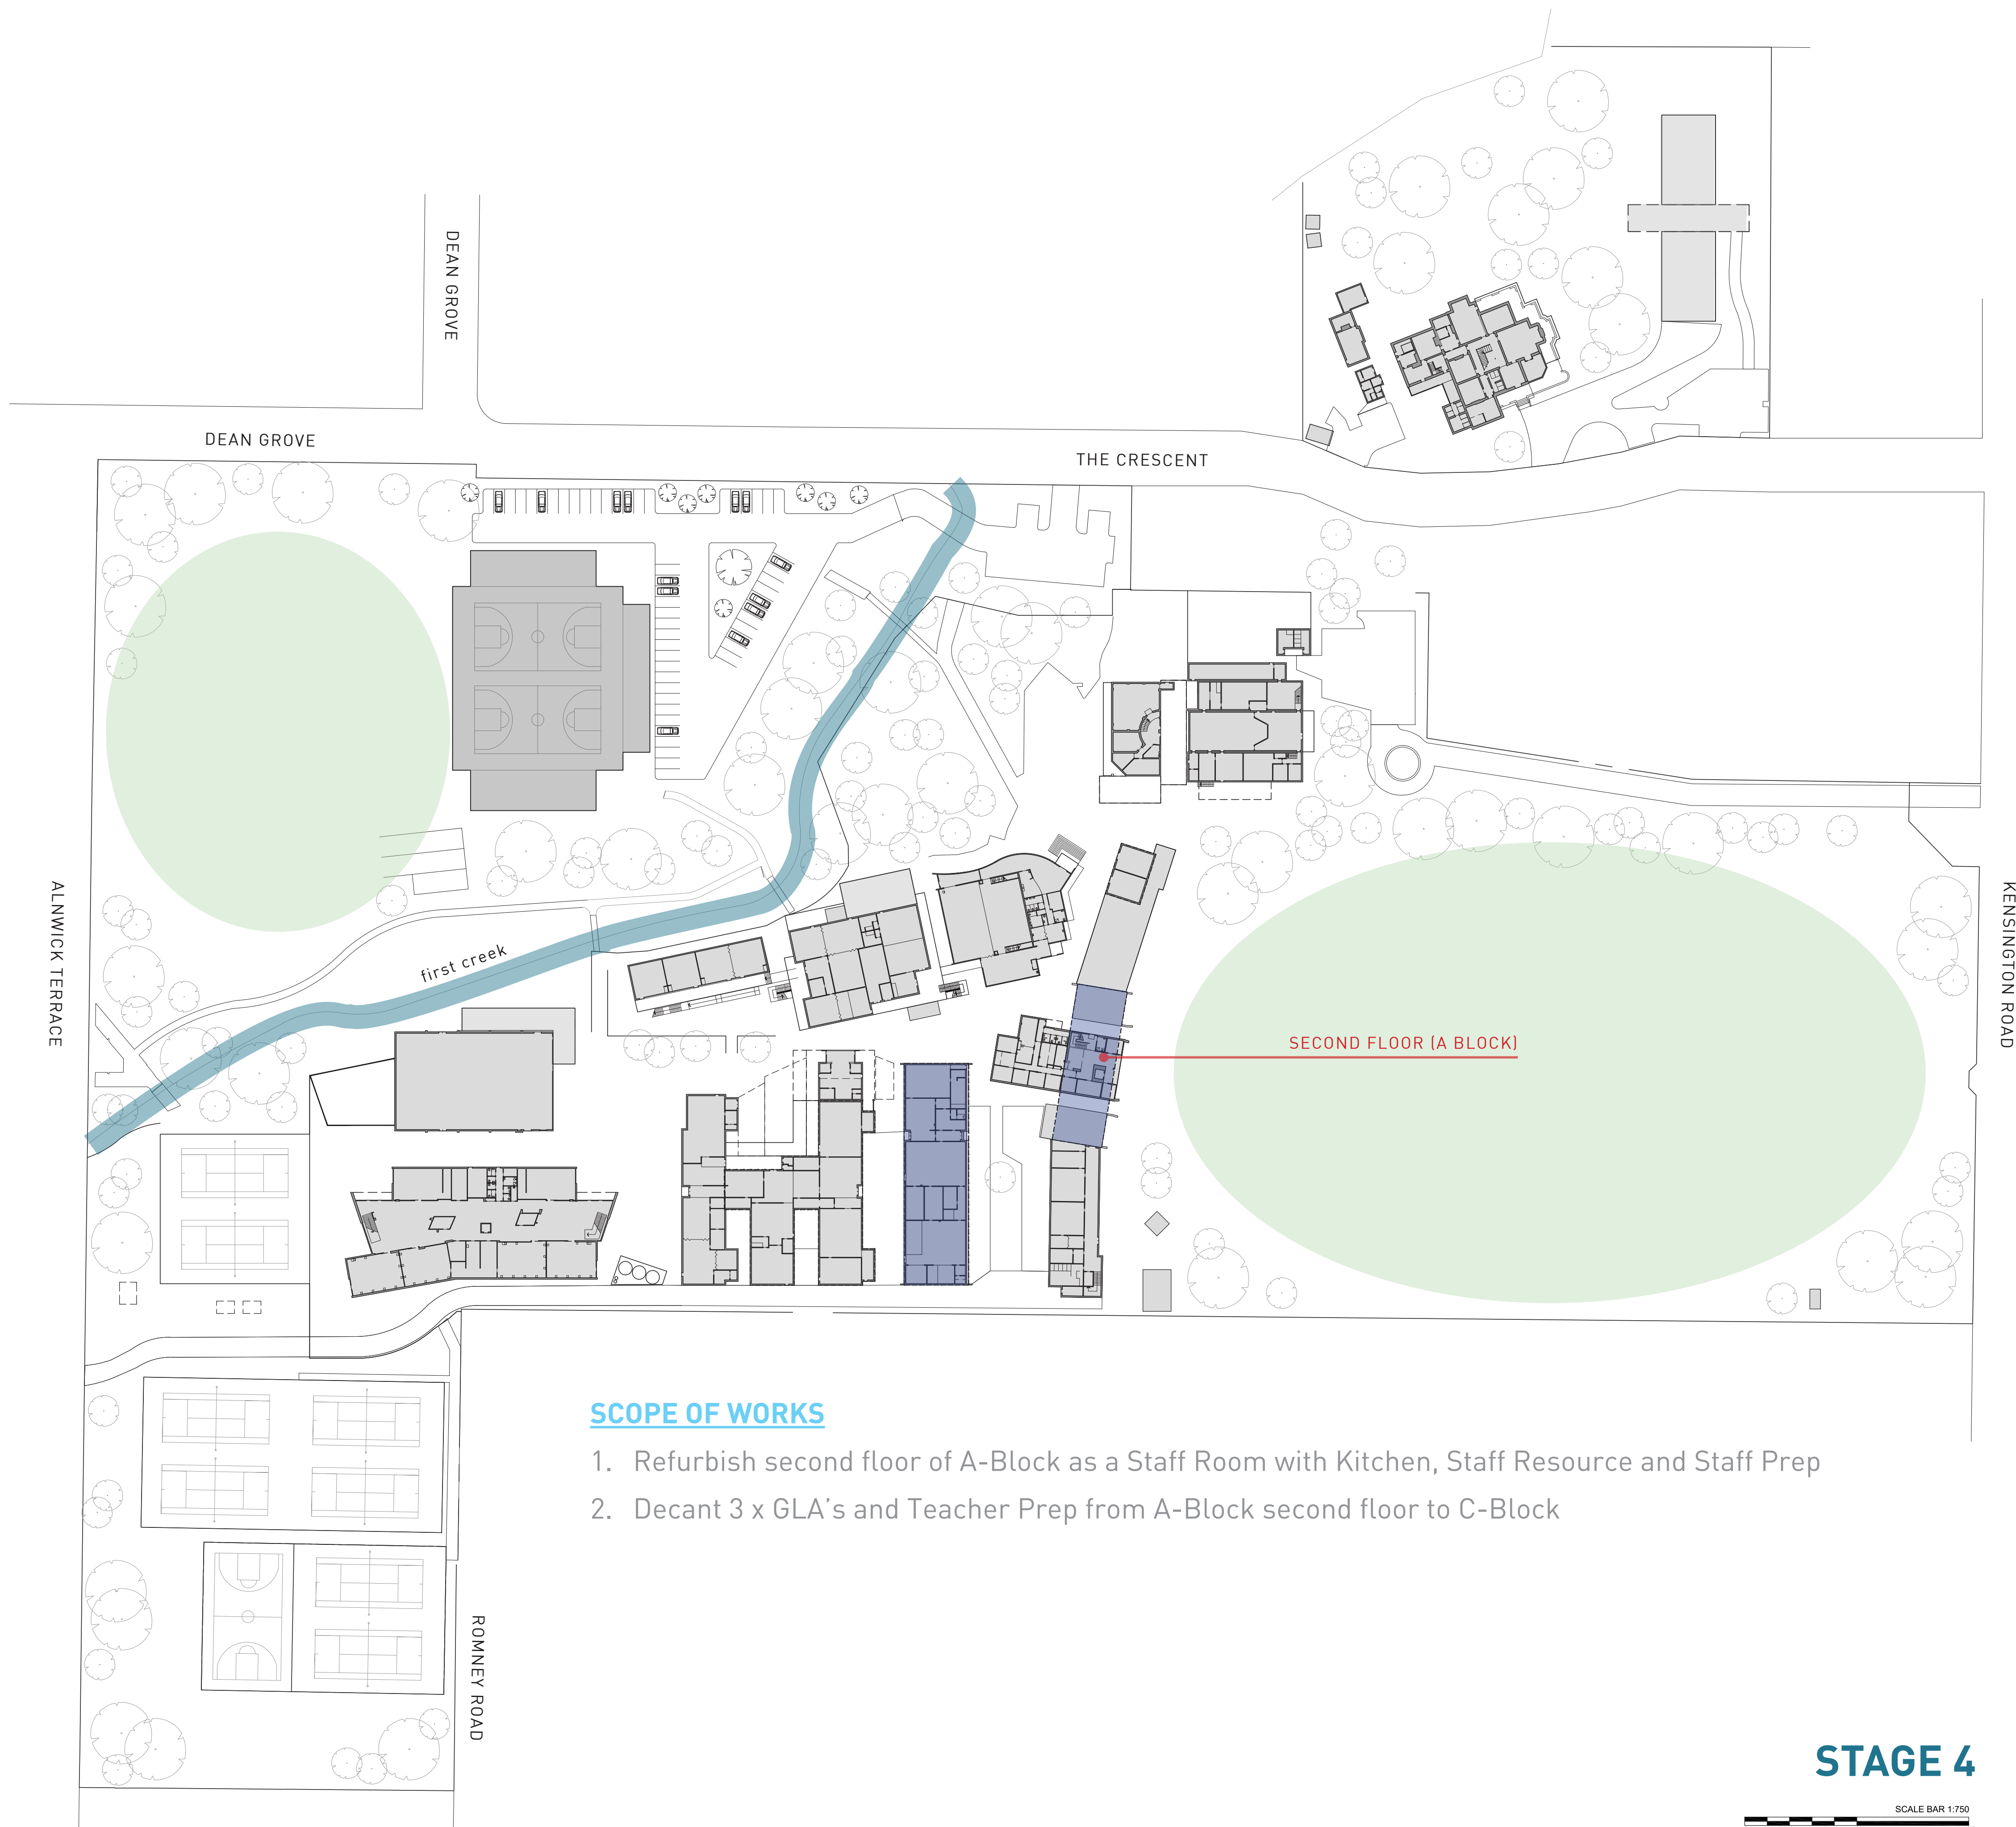 DEAN GROVE
DEAN GROVE
THE CRESCENT
ALNWICK TERRACE
first creek
KENSINGTON ROAD
SECOND FLOOR (A BLOCK)
SCOPE OF WORKS
1. Refurbish second floor of A-Block as a Staff Room with Kitchen, Staff Resource and Staff Prep
2. Decant 3 x GLA's and Teacher Prep from A-Block second floor to C-Block
ROMNEY ROAD
STAGE 4
SCALE BAR 1:750